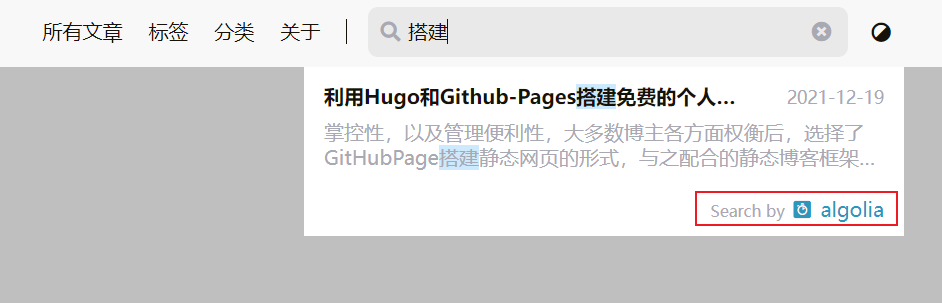 所有文章 标签 分类 关于 搭建
利用Hugo和Github-Pages搭建免费的个人... 2021-12-19
掌控性，以及管理便利性，大多数博主各方面权衡后，选择了
GitHubPage搭建静态网页的形式，与之配合的静态博客框架...
Search by algolia